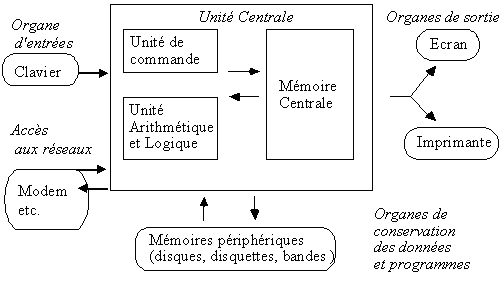 Unité Centrale
Organes de sortie
Organe
d'entrées
Clavier
Unité de
commande
Unité
Arithmétique
et Logique
Mémoire
Centrale
Ecran
Imprimante
Accès
aux réseaux
Modem
etc.
Mémoires périphériques
(disques, disquettes, bandes )
Organes de
conservation
des données
et programmes